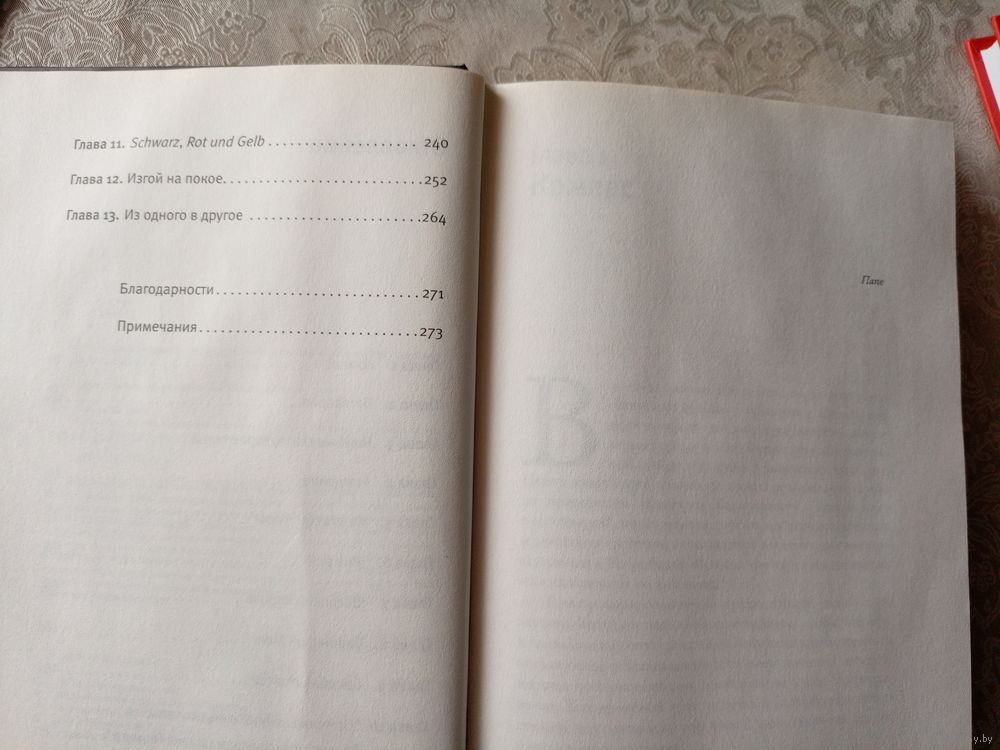 Глава 11. Schwarz, Rot und Gelb . . . . . . . . . . . . . . . . . . . . 240
Глава 12. Изгой на покое. . . . . . . . . . . . . . . . . . . . . . . . . . .252
Глава 13. Из одного в другое . . . . . . . . . . . . . . . . . . . . . . . .264
Благодарности. . . . . . . . . . . . . . . . . . . . . . . . . . . . 271
Примечания. . . . . . . . . . . . . . . . . . . . . . . . . . . . . .273
Папе
y.by